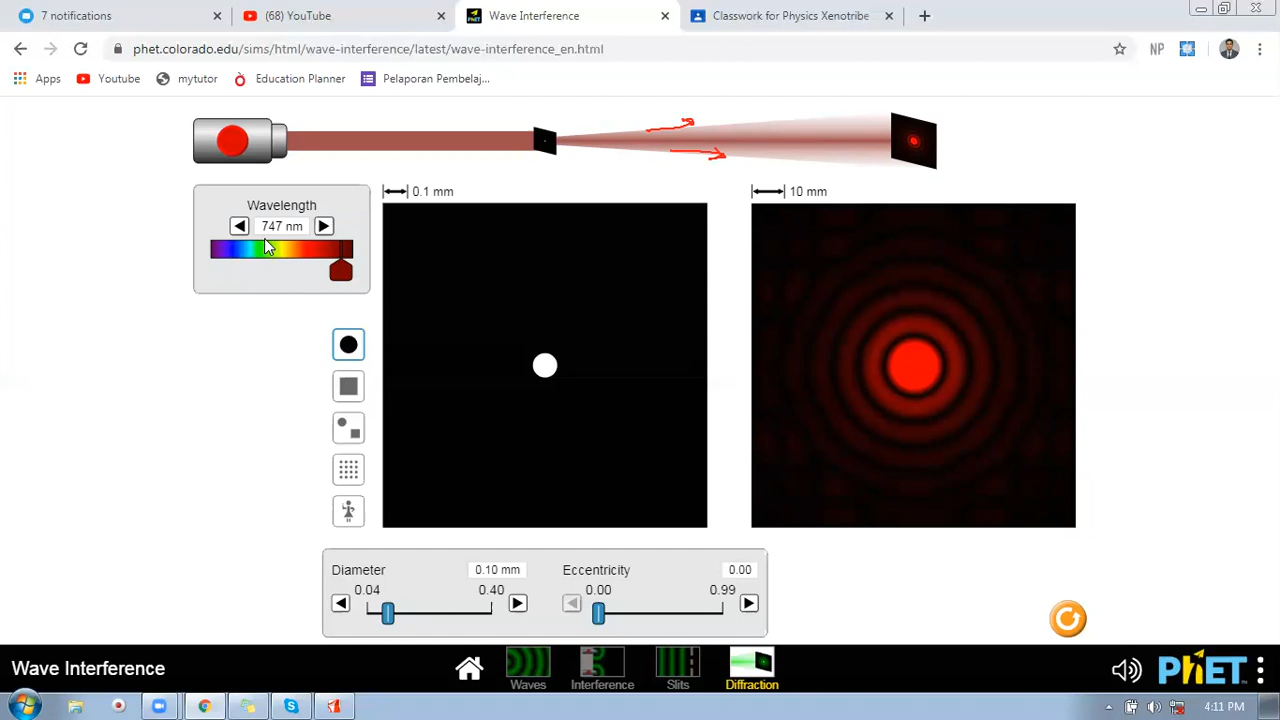 7 notifications
(68) YouTube
Wave Interference
Classwork for Physics Xenotribe
phet.colorado.edu/sims/html/wave-interference/latest/wave-interference_en.html
NP
Apps
Youtube
mytutor
Education Planner
Pelaporan Pembelaj...
0.1 mm
10 mm
Wavelength
747 nm
Diameter
0.10 mm
0.04
0.40
Eccentricity
0.00
0.00
0.99
Wave Interference
Waves
Interference
Slits
Diffraction
PhET
4:11 PM